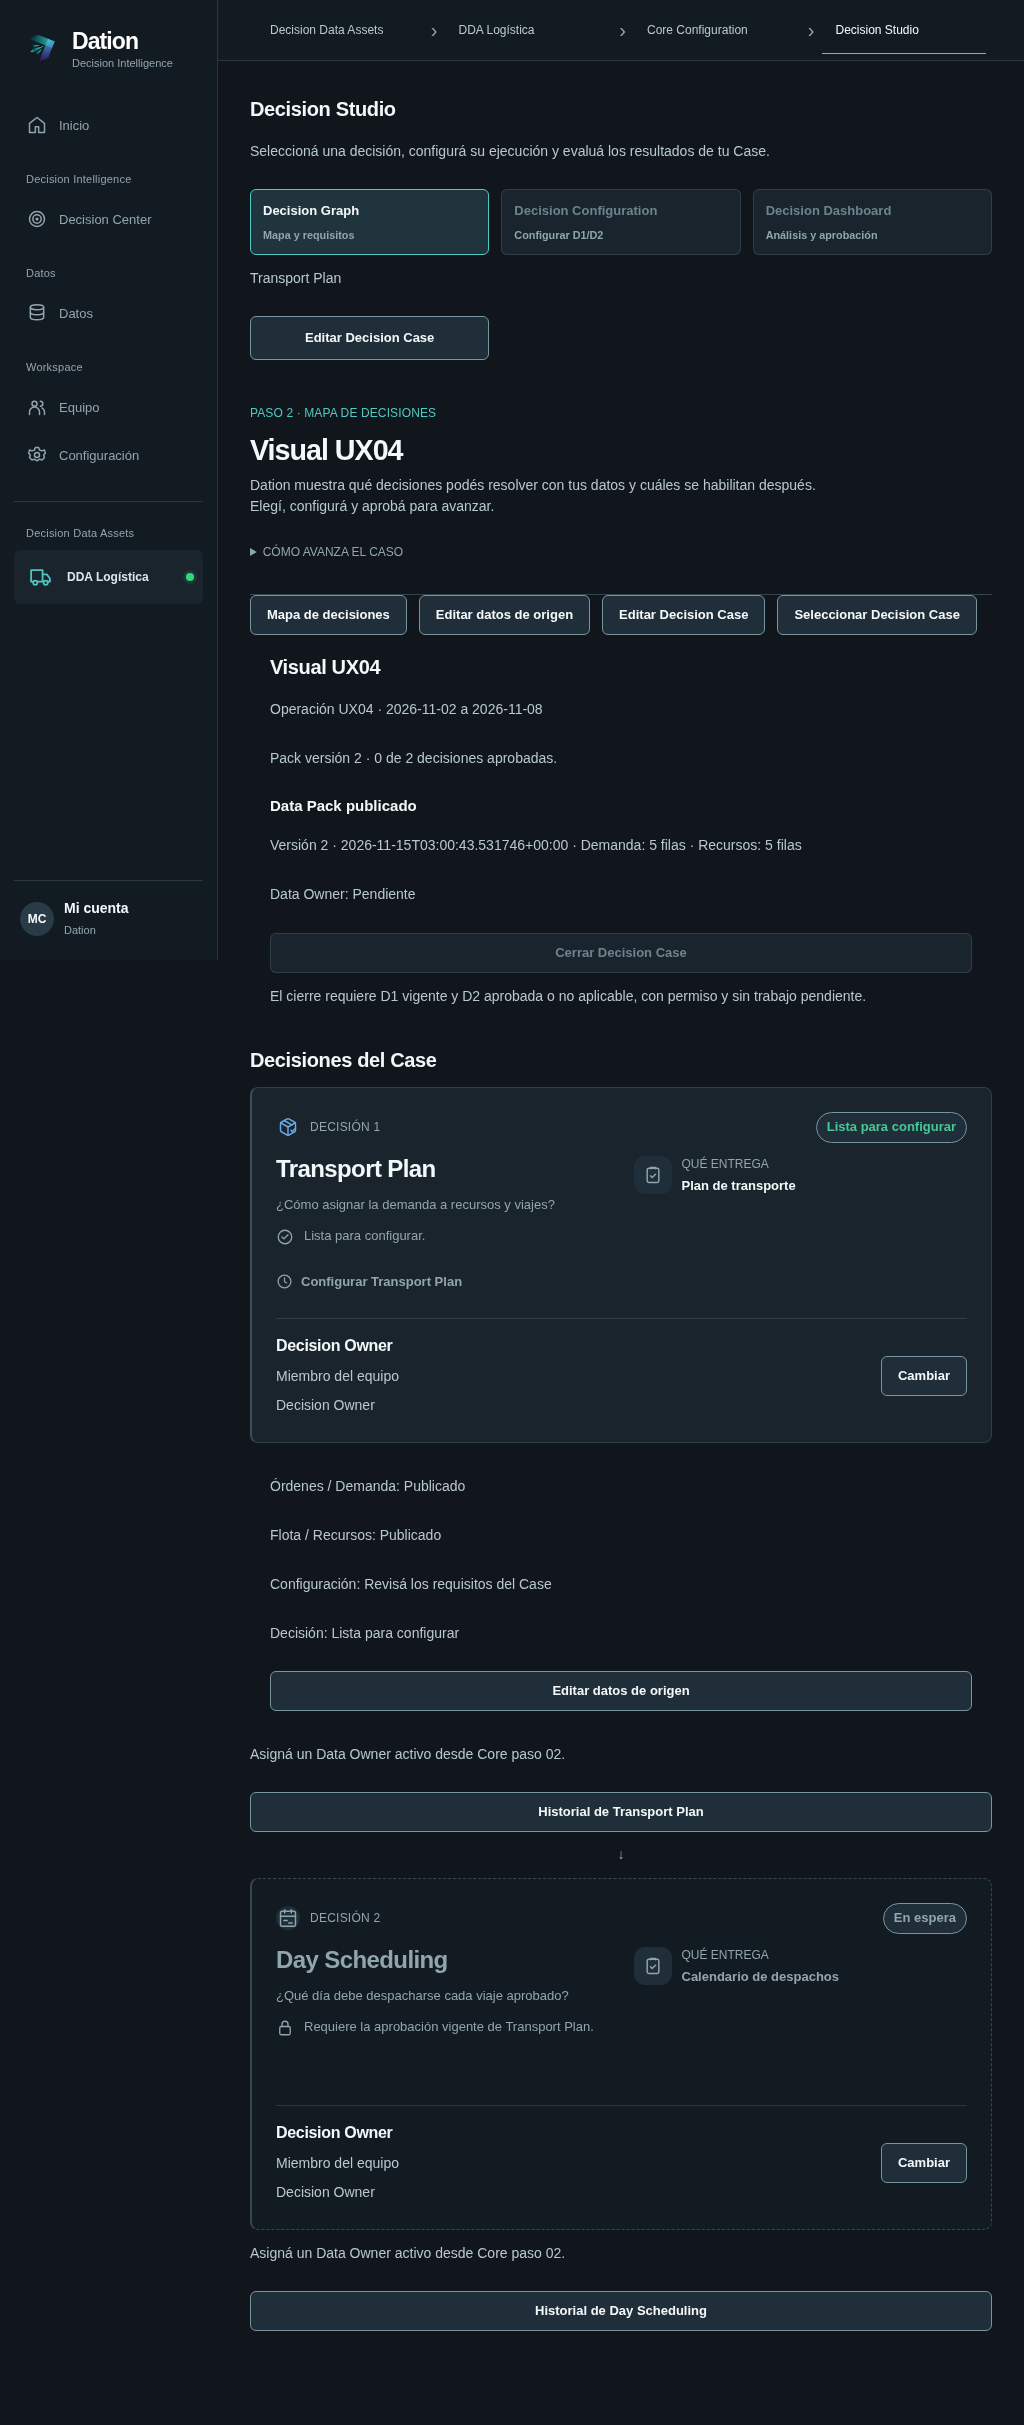 Dation
Decision Intelligence
Inicio
Decision Intelligence
Decision Center
Datos
Datos
Workspace
Equipo
Configuración
Decision Data Assets
DDA Logística
MC
Mi cuenta
Dation
Decision Data Assets › DDA Logística › Core Configuration › Decision Studio
Decision Studio
Seleccioná una decisión, configurá su ejecución y evaluá los resultados de tu Case.
Decision Graph
Mapa y requisitos
Decision Configuration
Configurar D1/D2
Decision Dashboard
Análisis y aprobación
Transport Plan
Editar Decision Case
PASO 2 · MAPA DE DECISIONES
Visual UX04
Dation muestra qué decisiones podés resolver con tus datos y cuáles se habilitan después.
Elegí, configurá y aprobá para avanzar.
▶ CÓMO AVANZA EL CASO
Mapa de decisiones
Editar datos de origen
Editar Decision Case
Seleccionar Decision Case
Visual UX04
Operación UX04 · 2026-11-02 a 2026-11-08
Pack versión 2 · 0 de 2 decisiones aprobadas.
Data Pack publicado
Versión 2 · 2026-11-15T03:00:43.531746+00:00 · Demanda: 5 filas · Recursos: 5 filas
Data Owner: Pendiente
Cerrar Decision Case
El cierre requiere D1 vigente y D2 aprobada o no aplicable, con permiso y sin trabajo pendiente.
Decisiones del Case
DECISIÓN 1
Lista para configurar
Transport Plan
QUÉ ENTREGA
Plan de transporte
¿Cómo asignar la demanda a recursos y viajes?
Lista para configurar.
Configurar Transport Plan
Decision Owner
Miembro del equipo
Decision Owner
Cambiar
Órdenes / Demanda: Publicado
Flota / Recursos: Publicado
Configuración: Revisá los requisitos del Case
Decisión: Lista para configurar
Editar datos de origen
Asigná un Data Owner activo desde Core paso 02.
Historial de Transport Plan
↓
DECISIÓN 2
En espera
Day Scheduling
QUÉ ENTREGA
Calendario de despachos
¿Qué día debe despacharse cada viaje aprobado?
Requiere la aprobación vigente de Transport Plan.
Decision Owner
Miembro del equipo
Decision Owner
Cambiar
Asigná un Data Owner activo desde Core paso 02.
Historial de Day Scheduling